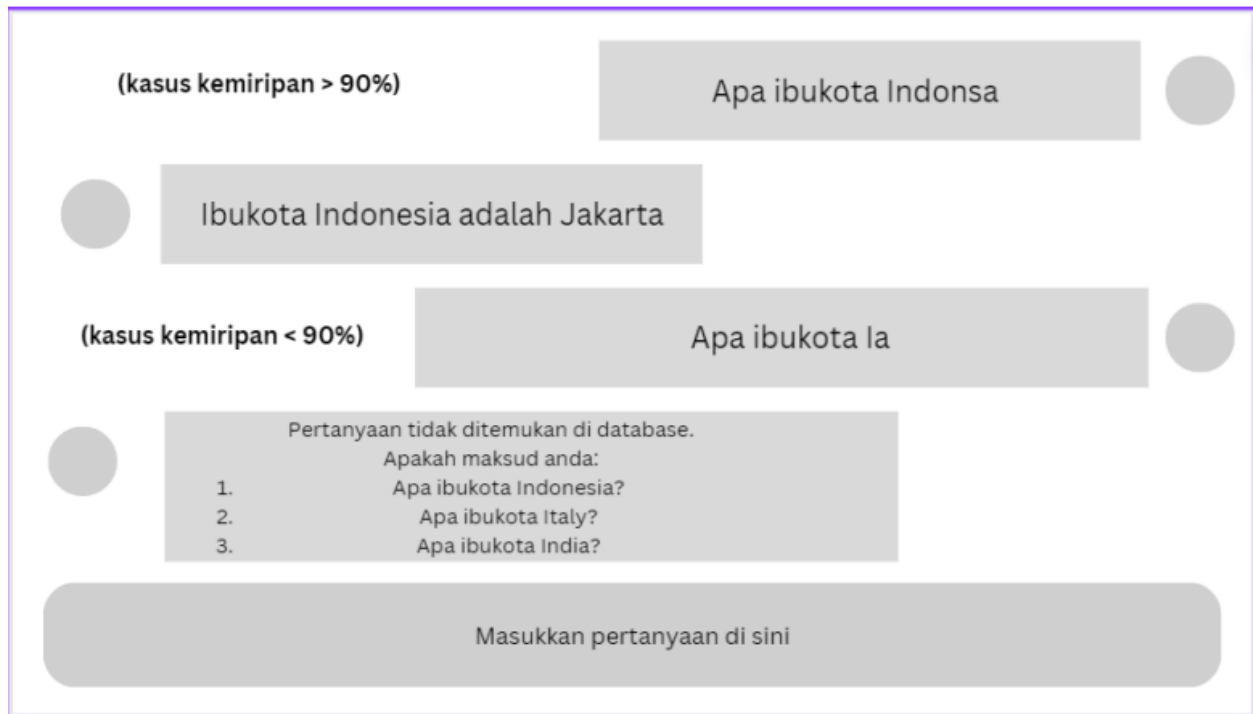 (kasus kemiripan > 90%)
Apa ibukota Indonsa
Ibukota Indonesia adalah Jakarta
(kasus kemiripan < 90%)
Apa ibukota Ia
Pertanyaan tidak ditemukan di database.
Apakah maksud anda:
1. Apa ibukota Indonesia?
2. Apa ibukota Italy?
3. Apa ibukota India?
Masukkan pertanyaan di sini